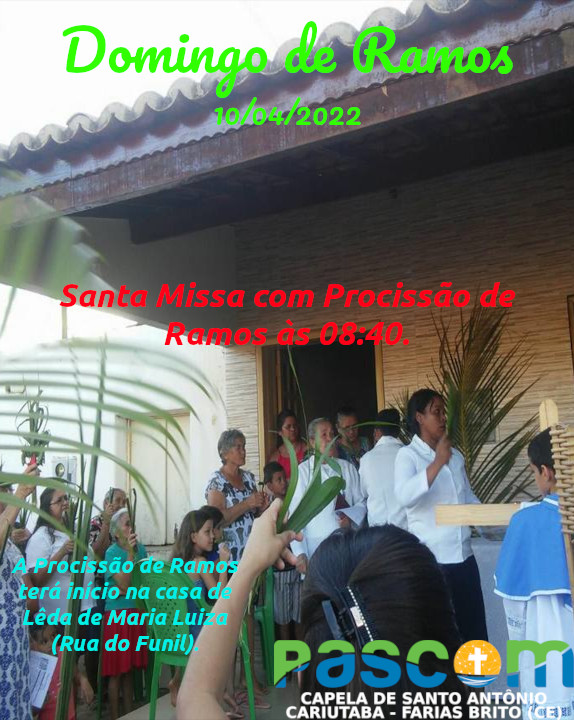 Domingo de Ramos
10/04/2022
Santa Missa com Procissão de
Ramos às 08:40.
A Procissão de Ramos
terá início na casa de
Lêda de Maria Luiza
(Rua do Funil).
Pascom
CAPELA DE SANTO ANTÔNIO
CARIUTABA - FARIAS BRITO (CE)